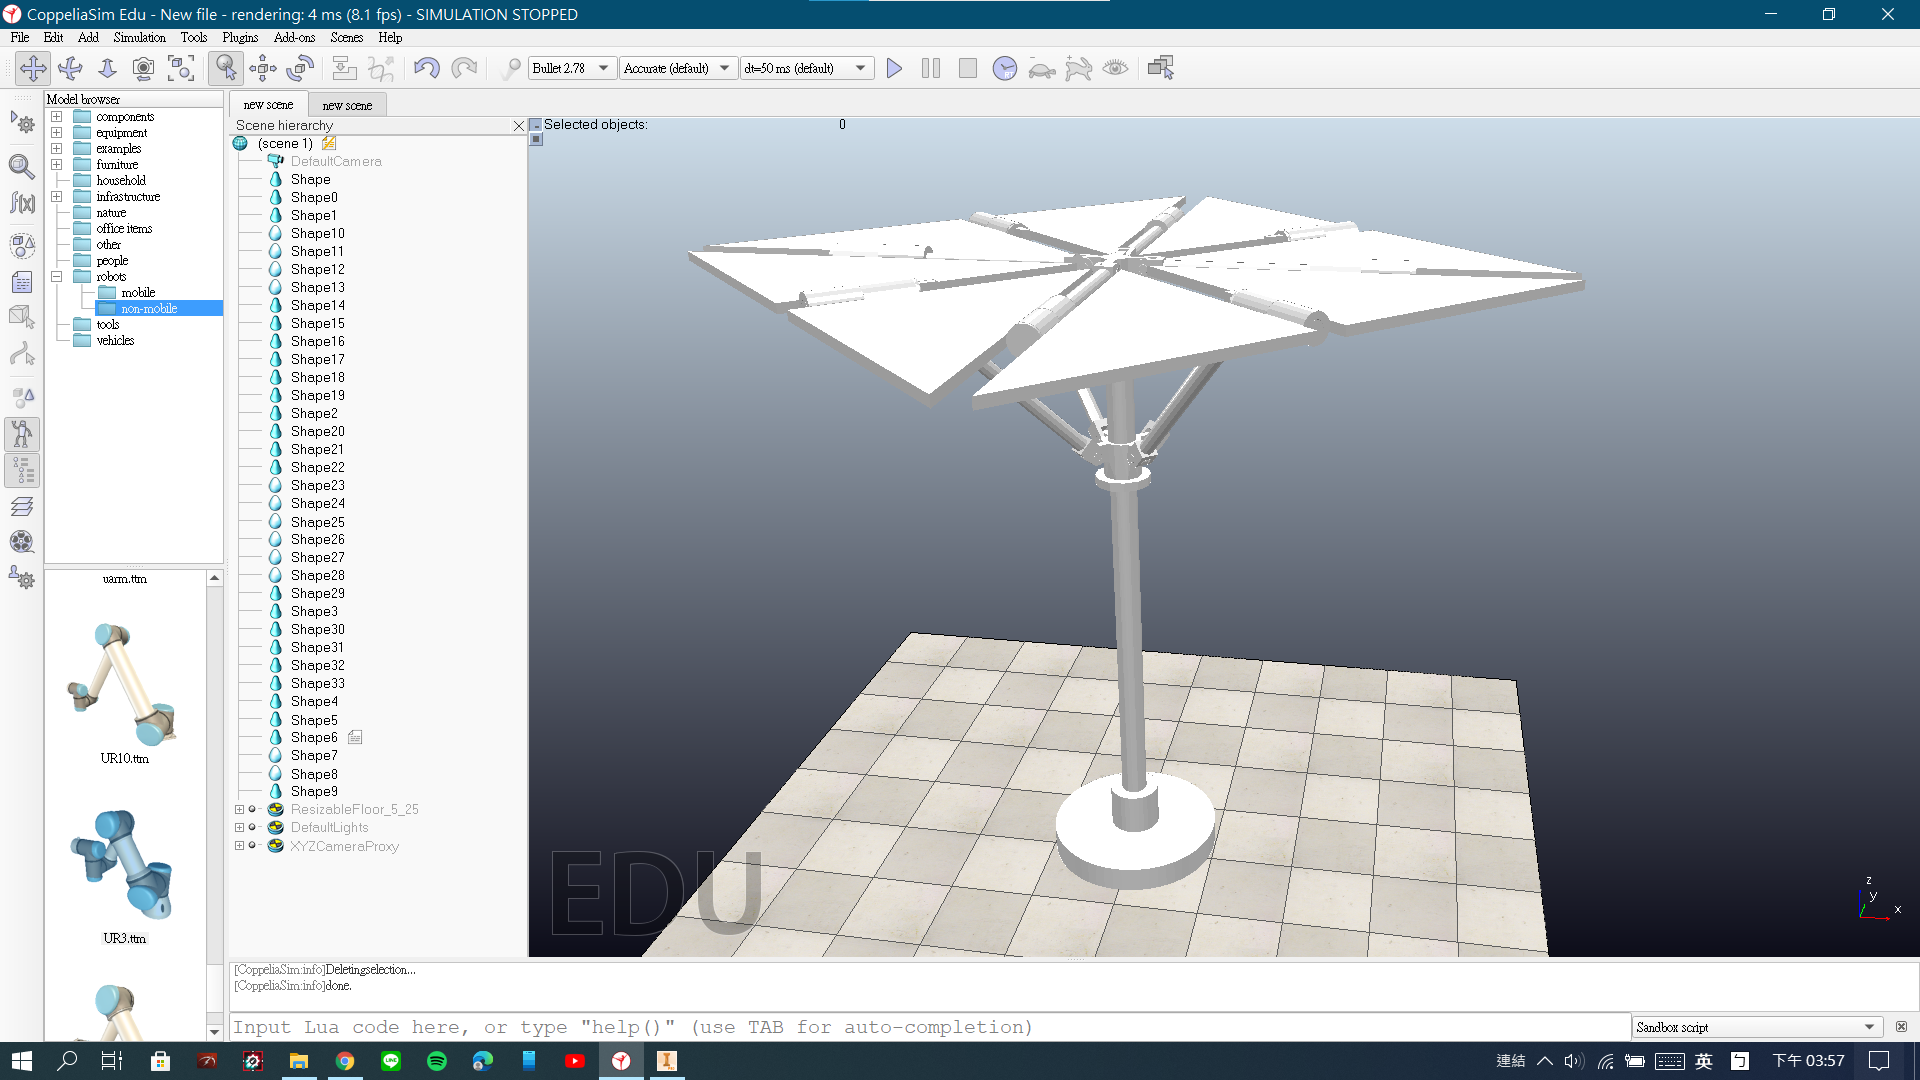 CoppeliaSim Edu - New file - rendering: 4 ms (8.1 fps) - SIMULATION STOPPED
File Edit Add Simulation Tools Plugins Add-ons Scenes Help
Bullet 2.78 Accurate (default) dt=50 ms (default) RT
Model browser
components
equipment
examples
furniture
household
infrastructure
nature
office items
other
people
robots
mobile
non-mobile
tools
vehicles
uarm.ttm
UR10.ttm
UR3.ttm
new scene new scene
Scene hierarchy
(scene 1)
DefaultCamera
Shape
Shape0
Shape1
Shape10
Shape11
Shape12
Shape13
Shape14
Shape15
Shape16
Shape17
Shape18
Shape19
Shape2
Shape20
Shape21
Shape22
Shape23
Shape24
Shape25
Shape26
Shape27
Shape28
Shape29
Shape3
Shape30
Shape31
Shape32
Shape33
Shape4
Shape5
Shape6
Shape7
Shape8
Shape9
ResizableFloor_5_25
DefaultLights
XYZCameraProxy
Selected objects: 0
EDU
z
y
x
[CoppeliaSim:info]Deletingselection...
[CoppeliaSim:info]done.
Input Lua code here, or type "help()" (use TAB for auto-completion)
Sandbox script
連結 英 下午 03:57